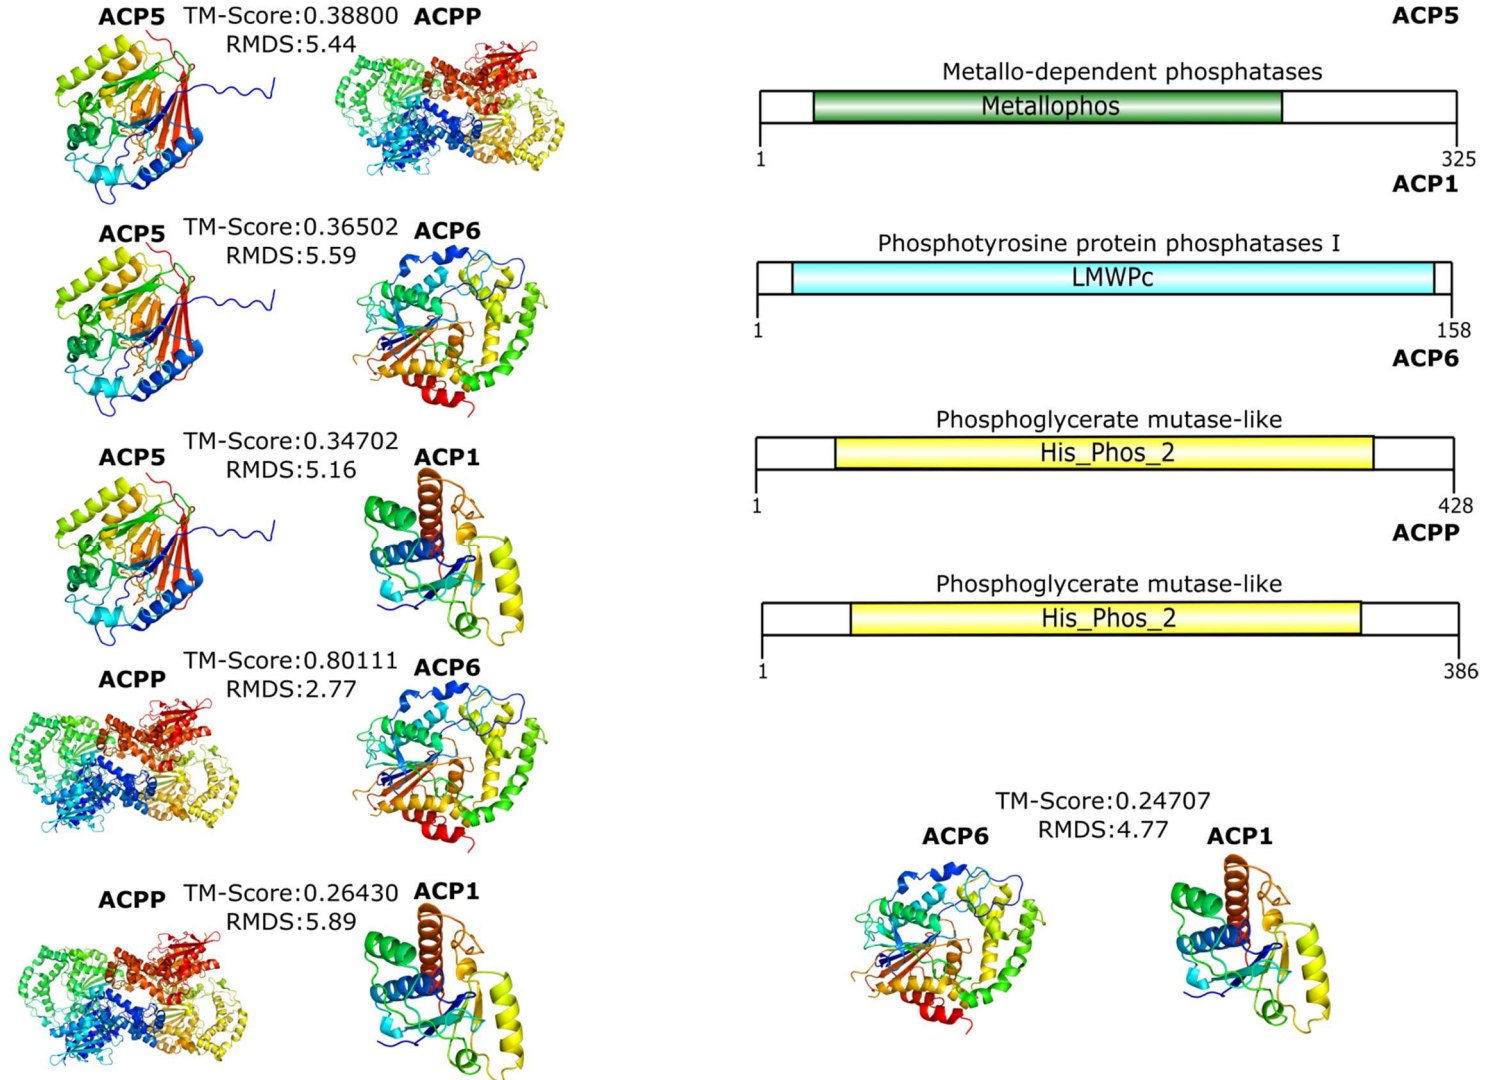 ACP5 TM-Score:0.38800 ACPP
RMDS:5.44
ACP5 TM-Score:0.36502 ACP6
RMDS:5.59
ACP5 TM-Score:0.34702 ACP1
RMDS:5.16
ACPP TM-Score:0.80111 ACP6
RMDS:2.77
ACPP TM-Score:0.26430 ACP1
RMDS:5.89
ACP5
Metallo-dependent phosphatases
Metallophos
1 325
ACP1
Phosphotyrosine protein phosphatases I
LMWPc
1 158
ACP6
Phosphoglycerate mutase-like
His_Phos_2
1 428
ACPP
Phosphoglycerate mutase-like
His_Phos_2
1 386
TM-Score:0.24707
ACP6 RMDS:4.77 ACP1